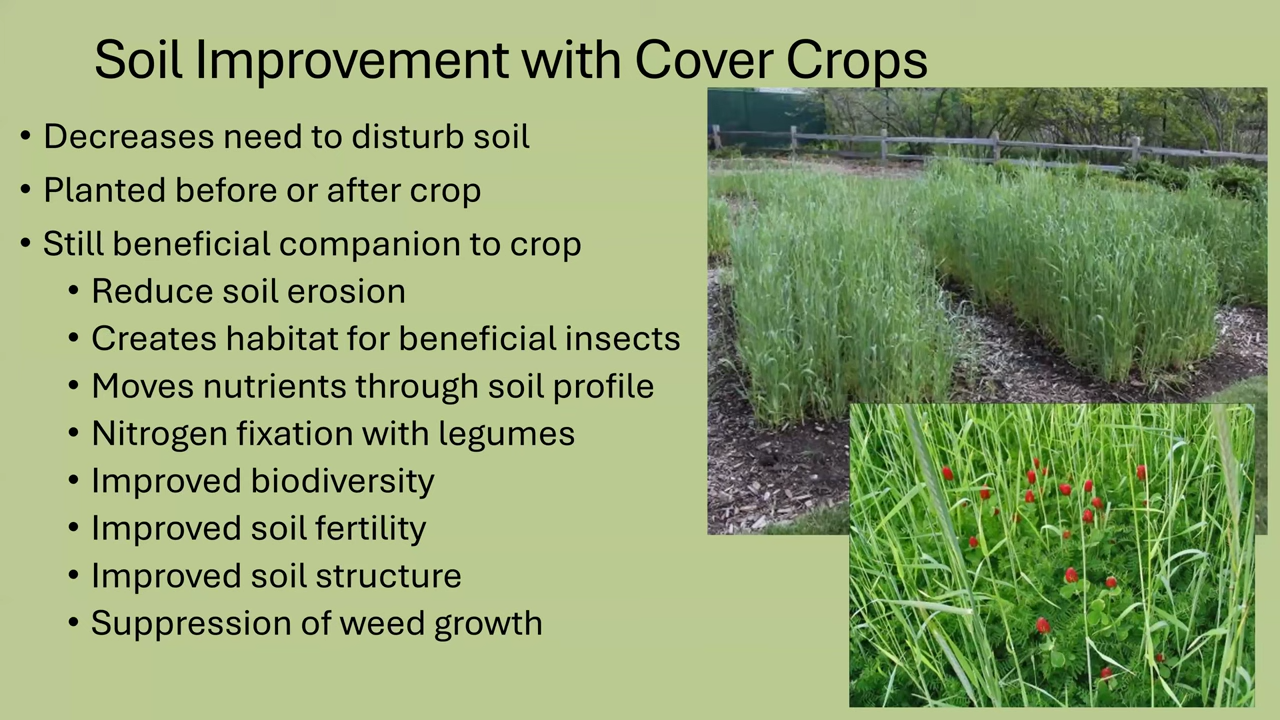 Soil Improvement with Cover Crops
• Decreases need to disturb soil
• Planted before or after crop
• Still beneficial companion to crop
• Reduce soil erosion
• Creates habitat for beneficial insects
• Moves nutrients through soil profile
• Nitrogen fixation with legumes
• Improved biodiversity
• Improved soil fertility
• Improved soil structure
• Suppression of weed growth